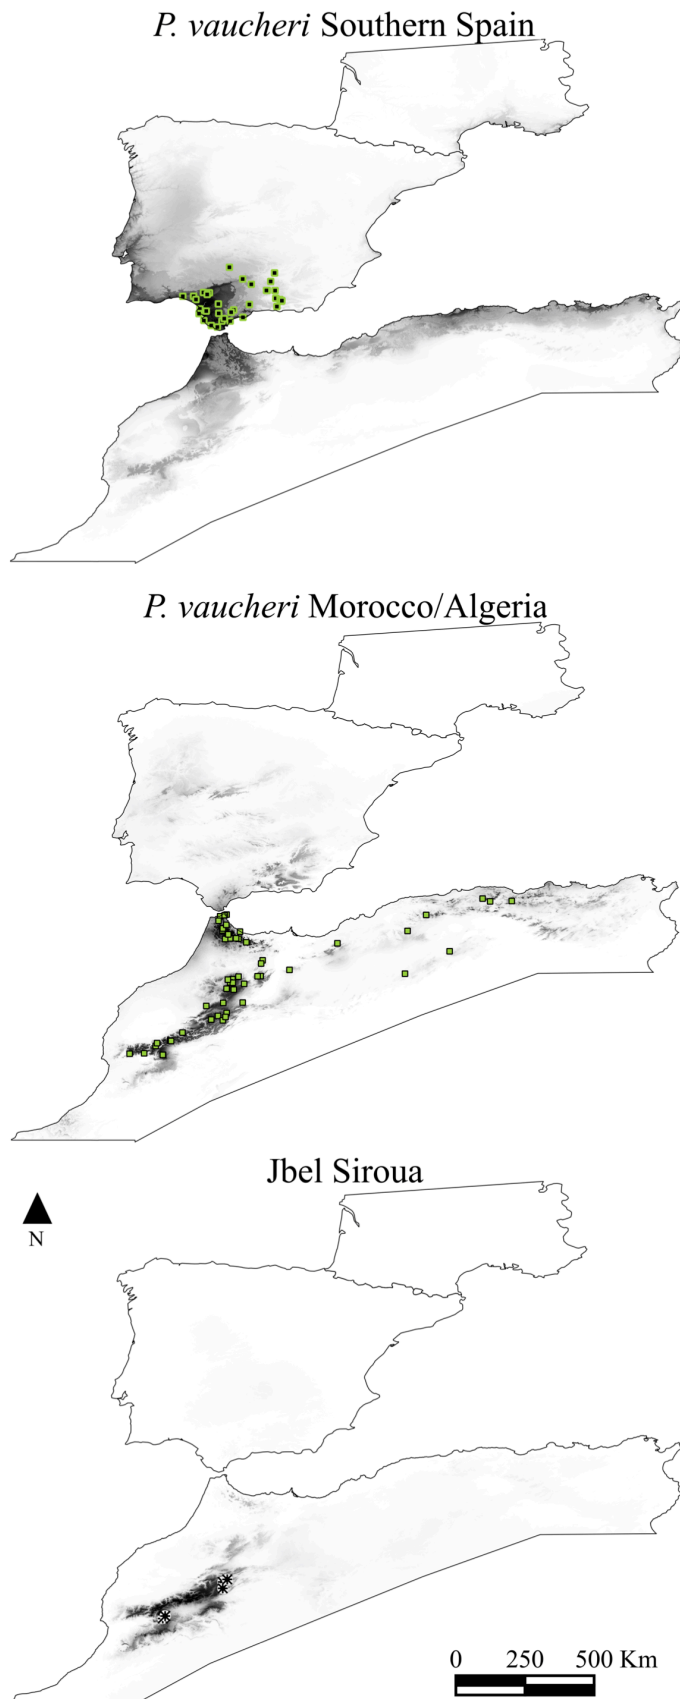 P. vaucheri Southern Spain
P. vaucheri Morocco/Algeria
Jbel Siroua
N
0 250 500 Km